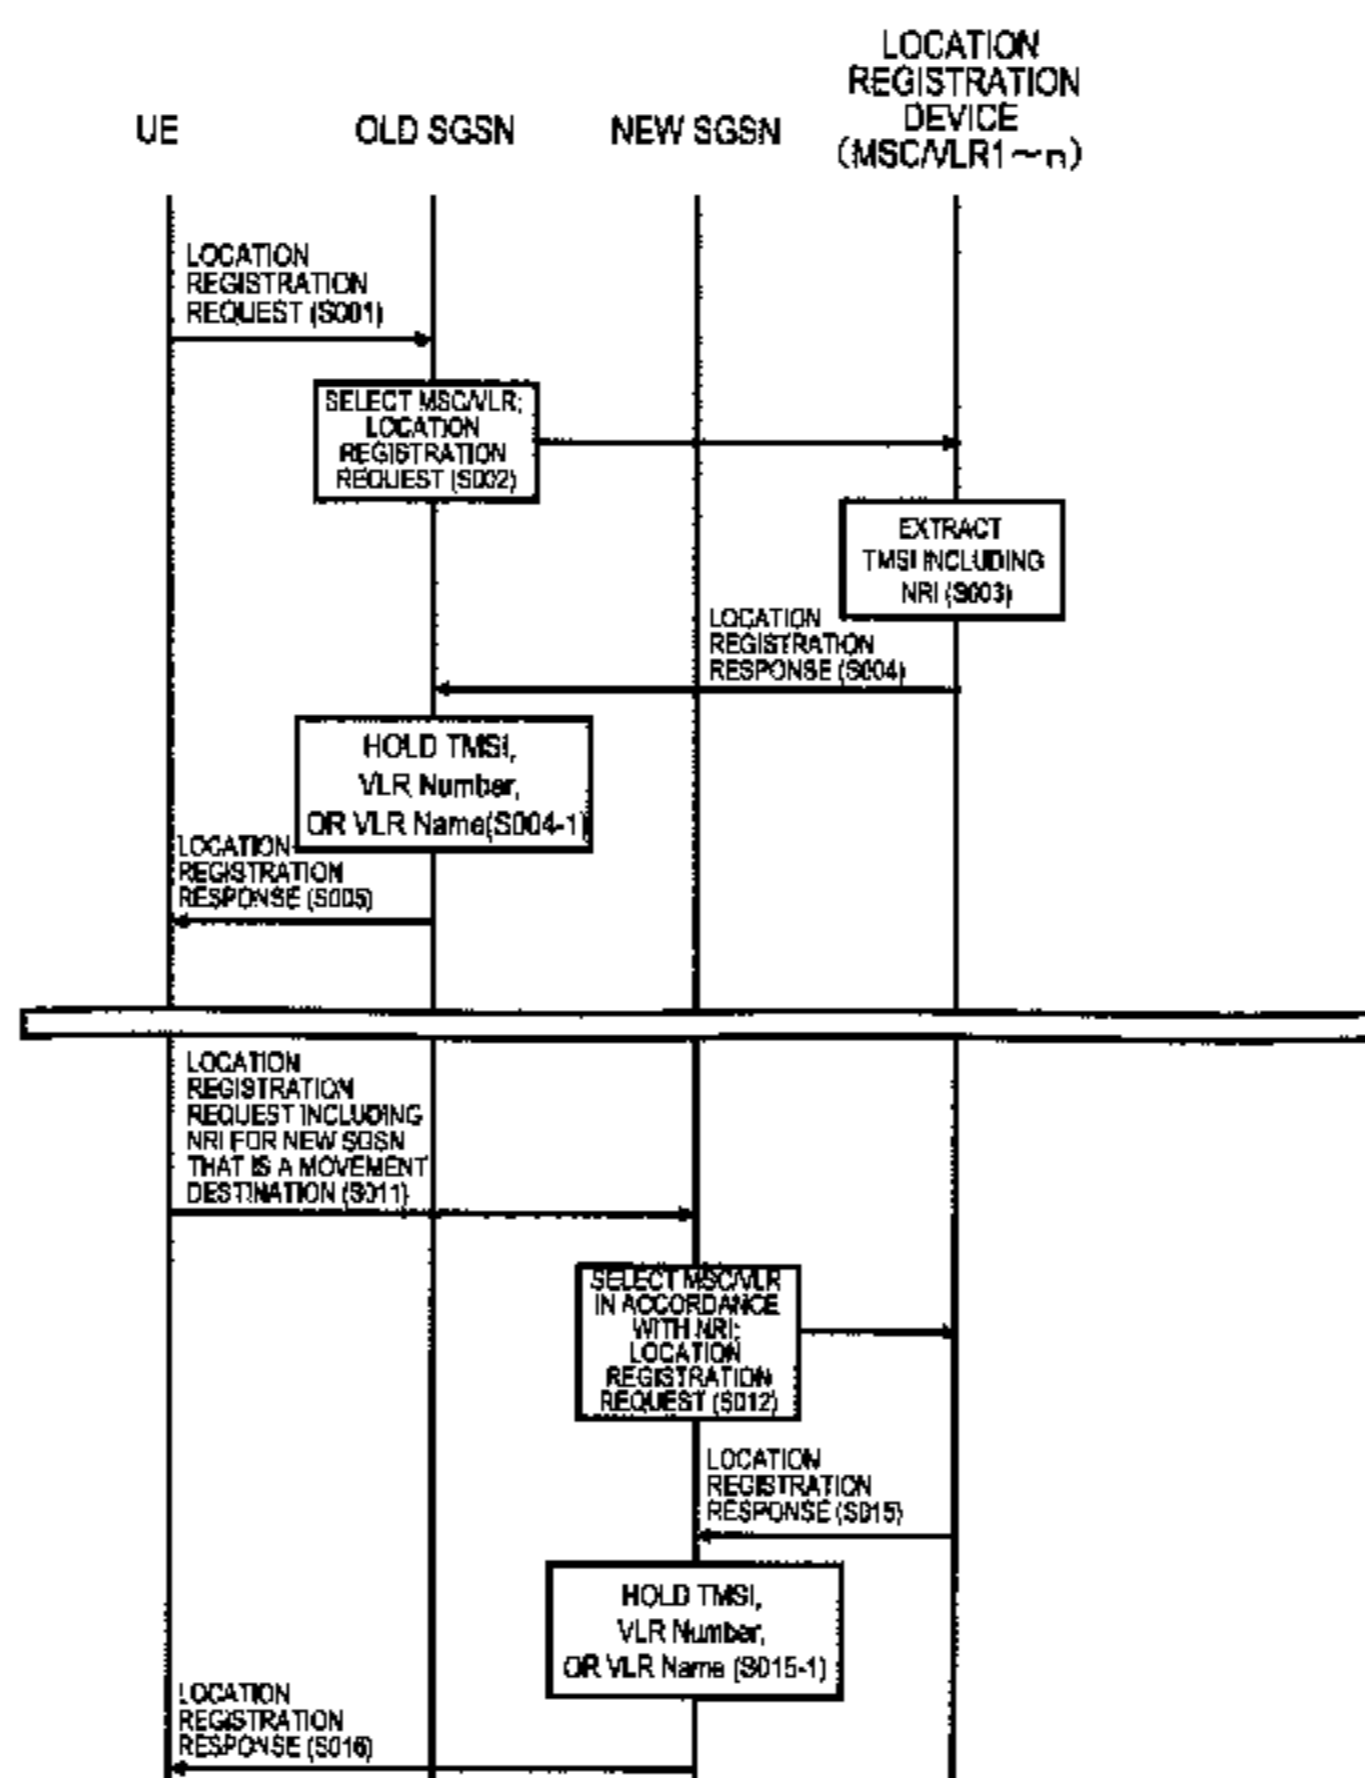 UE
OLD SGSN
NEW SGSN
LOCATION
REGISTRATION
DEVICE
(MSC/VLR1～n)
LOCATION
REGISTRATION
REQUEST (S001)
SELECT MSC/VLR;
LOCATION
REGISTRATION
REQUEST (S002)
EXTRACT
TMSI INCLUDING
NRI (S003)
LOCATION
REGISTRATION
RESPONSE (S004)
HOLD TMSI,
VLR Number,
OR VLR Name(S004-1)
LOCATION
REGISTRATION
RESPONSE (S005)
LOCATION
REGISTRATION
REQUEST INCLUDING
NRI FOR NEW SGSN
THAT IS A MOVEMENT
DESTINATION (S011)
SELECT MSC/VLR
IN ACCORDANCE
WITH NRI;
LOCATION
REGISTRATION
REQUEST (S012)
LOCATION
REGISTRATION
RESPONSE (S015)
HOLD TMSI,
VLR Number,
OR VLR Name (S015-1)
LOCATION
REGISTRATION
RESPONSE (S016)